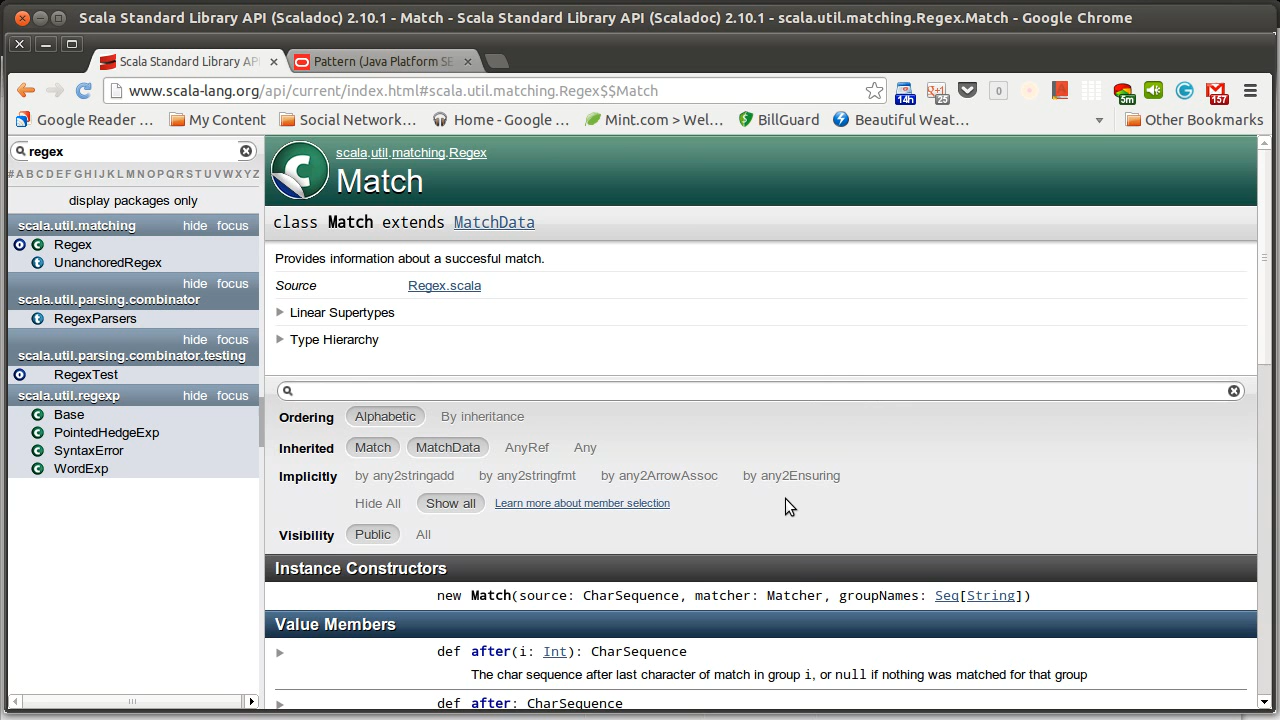 Scala Standard Library API (Scaladoc) 2.10.1 - Match - Scala Standard Library API (Scaladoc) 2.10.1 - scala.util.matching.Regex.Match - Google Chrome
Scala Standard Library API
Pattern (Java Platform SE
www.scala-lang.org/api/current/index.html#scala.util.matching.Regex$$Match
14h
25
0
5m
157
Google Reader ...
My Content
Social Network...
Home - Google ...
Mint.com > Wel...
BillGuard
Beautiful Weat...
Other Bookmarks
regex
#ABCDEFGHIJKLMNOPQRSTUVWXYZ
display packages only
scala.util.matching hide focus
Regex
UnanchoredRegex
hide focus
scala.util.parsing.combinator
RegexParsers
hide focus
scala.util.parsing.combinator.testing
RegexTest
scala.util.regexp hide focus
Base
PointedHedgeExp
SyntaxError
WordExp
scala.util.matching.Regex
Match
class Match extends MatchData
Provides information about a succesful match.
Source Regex.scala
Linear Supertypes
Type Hierarchy
Ordering Alphabetic By inheritance
Inherited Match MatchData AnyRef Any
Implicitly by any2stringadd by any2stringfmt by any2ArrowAssoc by any2Ensuring
Hide All Show all Learn more about member selection
Visibility Public All
Instance Constructors
new Match(source: CharSequence, matcher: Matcher, groupNames: Seq[String])
Value Members
def after(i: Int): CharSequence
The char sequence after last character of match in group i, or null if nothing was matched for that group
def after: CharSequence